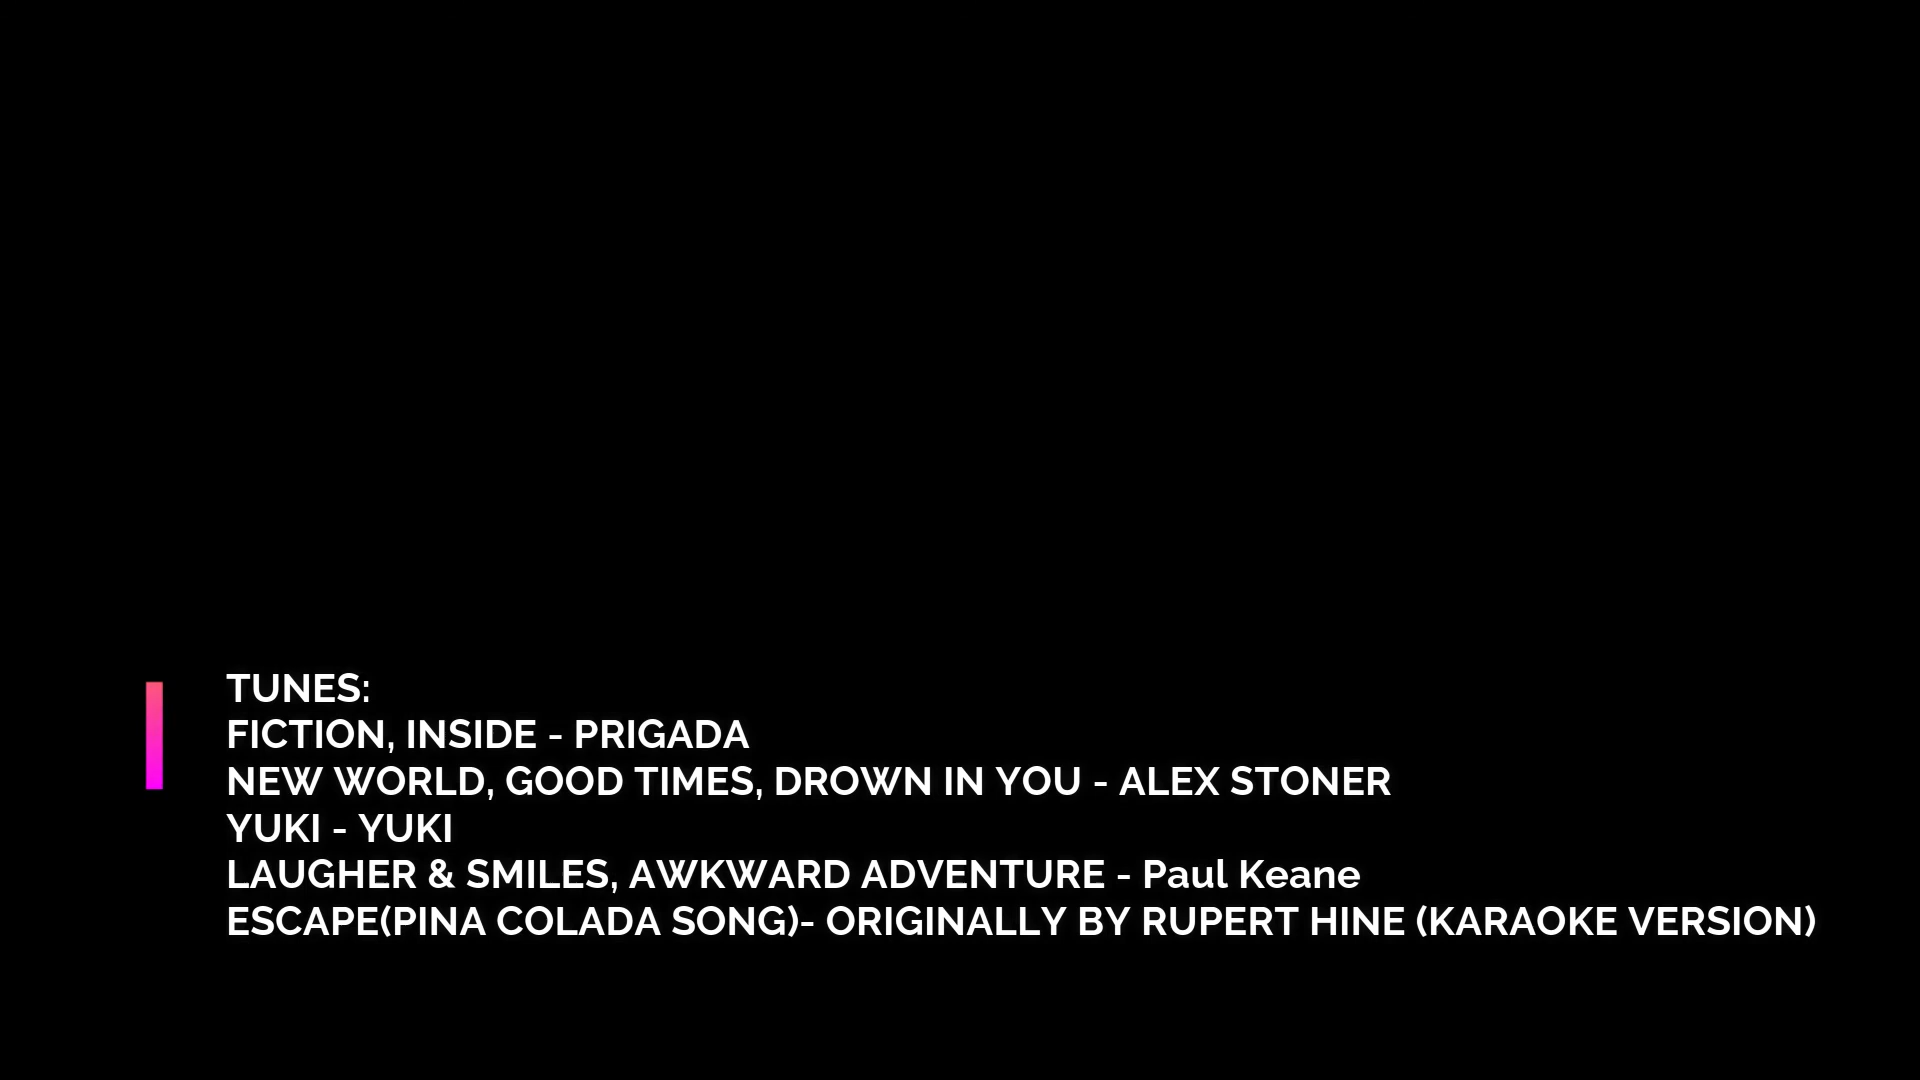 TUNES:
FICTION, INSIDE - PRIGADA
NEW WORLD, GOOD TIMES, DROWN IN YOU - ALEX STONER
YUKI - YUKI
LAUGHER & SMILES, AWKWARD ADVENTURE - Paul Keane
ESCAPE(PINA COLADA SONG)- ORIGINALLY BY RUPERT HINE (KARAOKE VERSION)